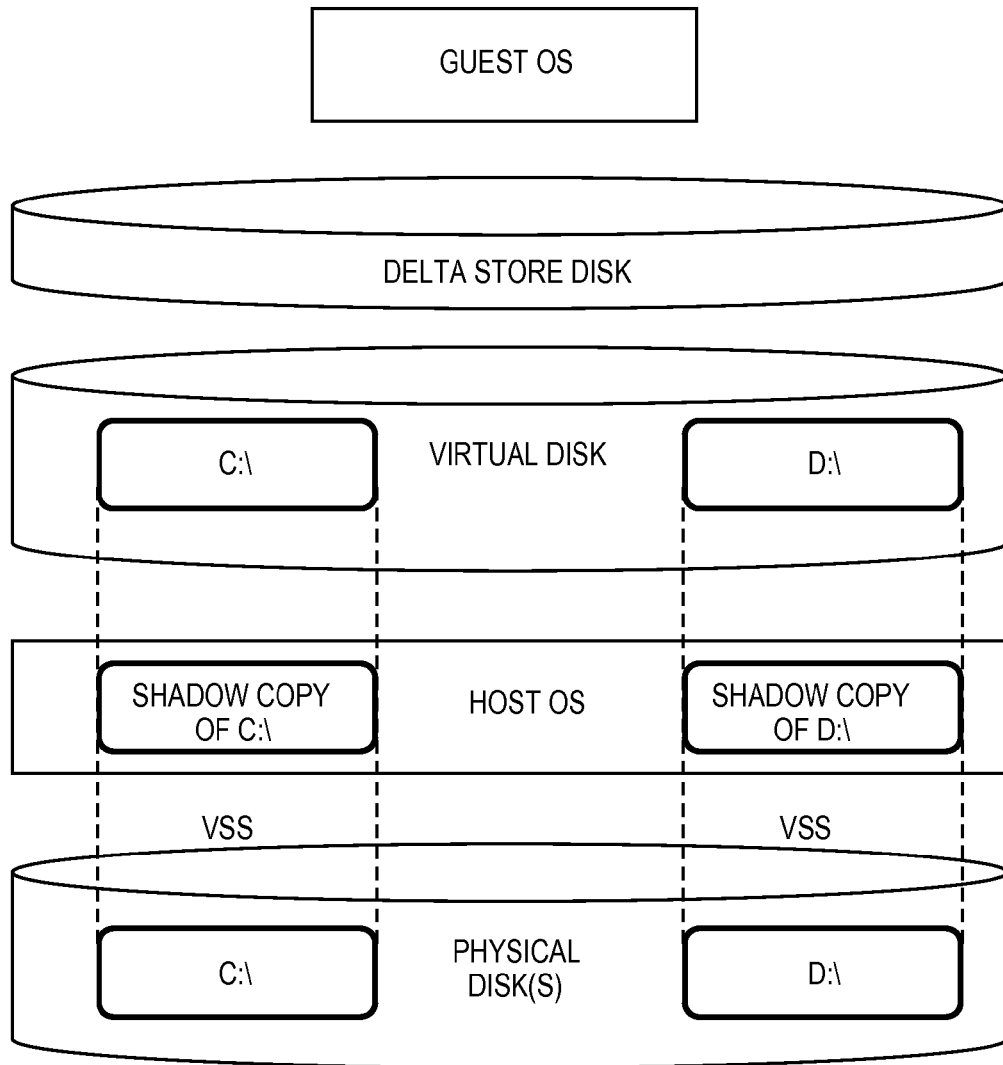 GUEST OS
DELTA STORE DISK
C:\
VIRTUAL DISK
D:\
SHADOW COPY
OF C:\
HOST OS
SHADOW COPY
OF D:\
VSS
VSS
C:\
PHYSICAL
DISK(S)
D:\